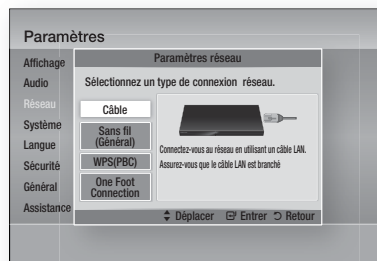 Paramètres
Affichage
Audio
Réseau
Système
Langue
Sécurité
Général
Assistance
Paramètres réseau
Sélectionnez un type de connexion réseau.
Câble
Sans fil
(Général)
WPS(PBC)
One Foot
Connection
Connectez-vous au réseau en utilisant un câble LAN.
Assurez-vous que le câble LAN est branché
Déplacer Entrer Retour